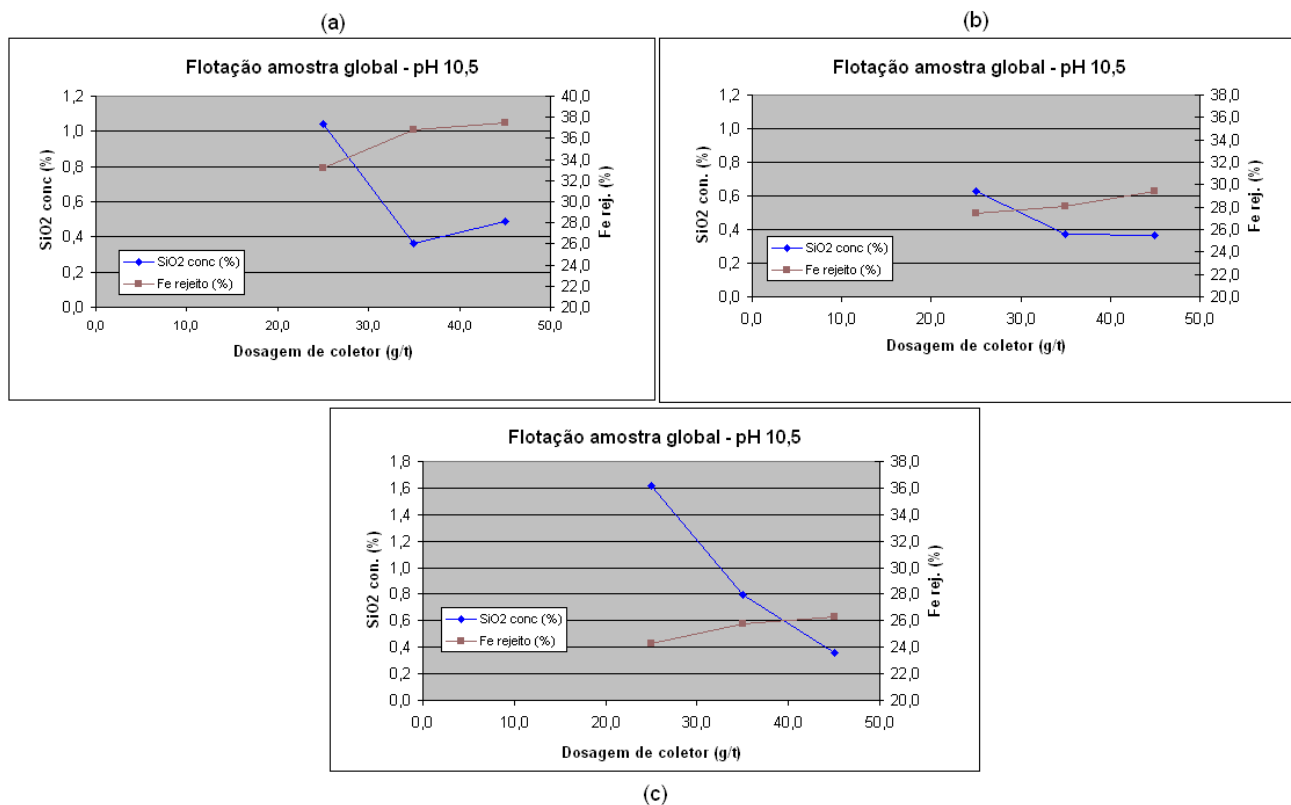 (a)
Flotação amostra global - pH 10,5
SiO2 conc (%)
1,2
1,0
0,8
0,6
0,4
0,2
0,0
40,0
38,0
36,0
34,0
32,0
30,0
28,0
26,0
24,0
22,0
20,0
Fe rej. (%)
SiO2 conc (%)
Fe rejeito (%)
0,0 10,0 20,0 30,0 40,0 50,0
Dosagem de coletor (g/t)
(b)
Flotação amostra global - pH 10,5
SiO2 con. (%)
1,2
1,0
0,8
0,6
0,4
0,2
0,0
38,0
36,0
34,0
32,0
30,0
28,0
26,0
24,0
22,0
20,0
Fe rej. (%)
SiO2 conc (%)
Fe rejeito (%)
0,0 10,0 20,0 30,0 40,0 50,0
Dosagem de coletor (g/t)
Flotação amostra global - pH 10,5
SiO2 con. (%)
1,8
1,6
1,4
1,2
1,0
0,8
0,6
0,4
0,2
0,0
38,0
36,0
34,0
32,0
30,0
28,0
26,0
24,0
22,0
20,0
Fe rej. (%)
SiO2 conc (%)
Fe rejeito (%)
0,0 10,0 20,0 30,0 40,0 50,0
Dosagem de coletor (g/t)
(c)